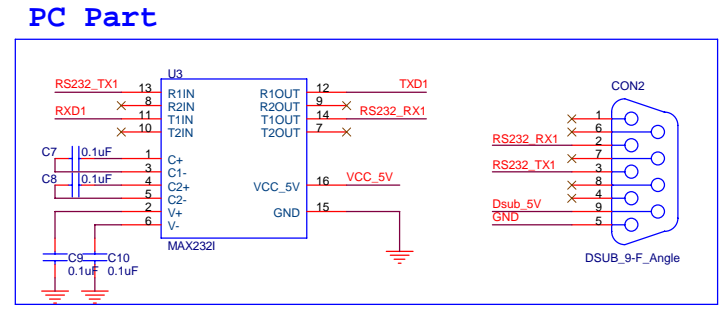 PC Part
U3
RS232_TX1 13 R1IN R1OUT 12 TXD1
8 R2IN R2OUT 9
RXD1 11 T1IN T1OUT 14 RS232_RX1
10 T2IN T2OUT 7
C7 0.1uF 1 C+
3 C1-
C8 0.1uF 4 C2+ VCC_5V 16 VCC_5V
5 C2-
2 V+ GND 15
6 V-
MAX232I
C9 C10
0.1uF 0.1uF
CON2
1
6
RS232_RX1 2
7
RS232_TX1 3
8
4
Dsub_5V 9
GND 5
DSUB_9-F_Angle